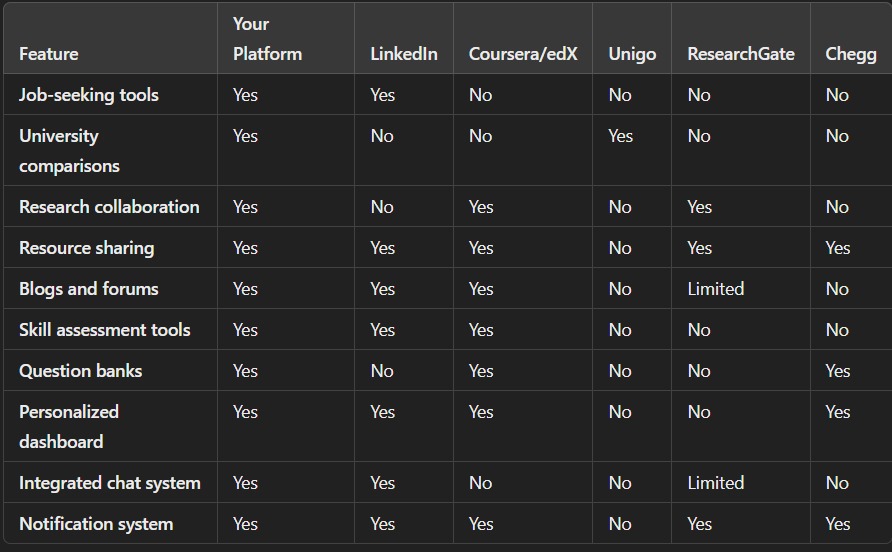 Your
Feature Platform LinkedIn Coursera/edX Unigo ResearchGate Chegg
Job-seeking tools Yes Yes No No No No
University Yes No No Yes No No
comparisons
Research collaboration Yes No Yes No Yes No
Resource sharing Yes Yes Yes No Yes Yes
Blogs and forums Yes Yes Yes No Limited No
Skill assessment tools Yes Yes Yes No No No
Question banks Yes No Yes No No Yes
Personalized Yes Yes Yes No No Yes
dashboard
Integrated chat system Yes Yes No No Limited No
Notification system Yes Yes Yes No Yes Yes